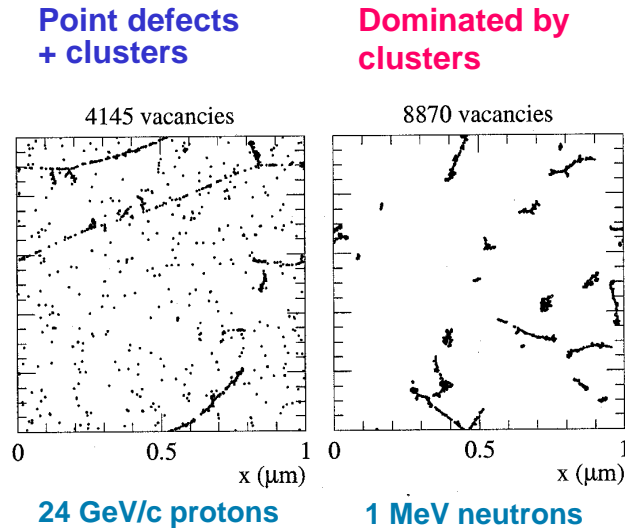 Point defects
+ clusters
Dominated by
clusters
4145 vacancies
8870 vacancies
0 0.5 1
x (μm)
0 0.5 1
x (μm)
24 GeV/c protons
1 MeV neutrons